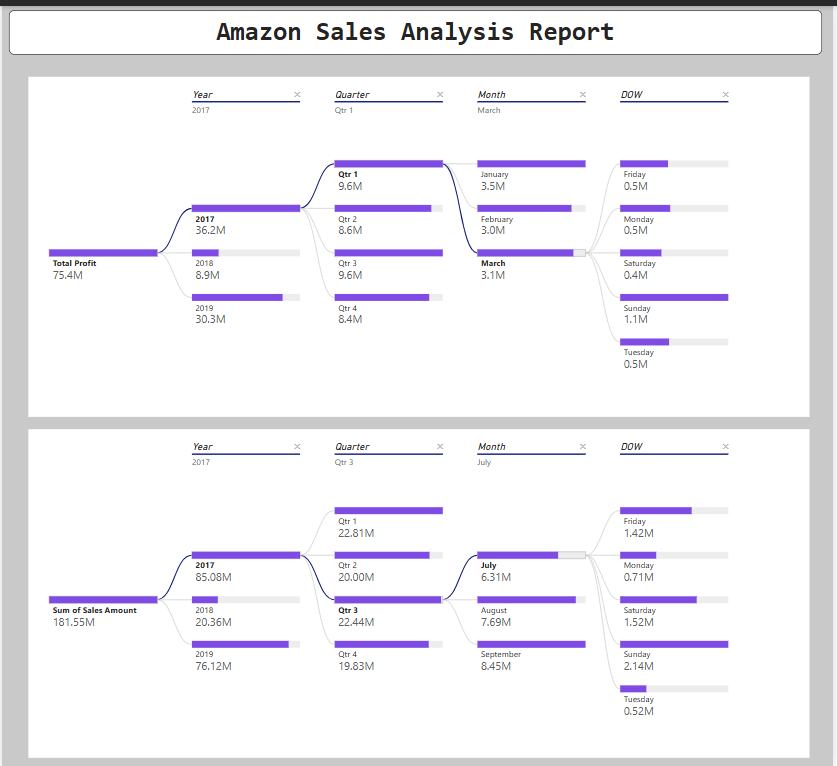 Amazon Sales Analysis Report
Year × Quarter × Month × DOW ×
2017 Qtr 1 March
Qtr 1 January Friday
9.6M 3.5M 0.5M
2017 Qtr 2 February Monday
36.2M 8.6M 3.0M 0.5M
Total Profit 2018 Qtr 3 March Saturday
75.4M 8.9M 9.6M 3.1M 0.4M
2019 Qtr 4 Sunday
30.3M 8.4M 1.1M
Tuesday
0.5M
Year × Quarter × Month × DOW ×
2017 Qtr 3 July
Qtr 1 Friday
22.81M 1.42M
2017 Qtr 2 July Monday
85.08M 20.00M 6.31M 0.71M
Sum of Sales Amount 2018 Qtr 3 August Saturday
181.55M 20.36M 22.44M 7.69M 1.52M
2019 Qtr 4 September Sunday
76.12M 19.83M 8.45M 2.14M
Tuesday
0.52M